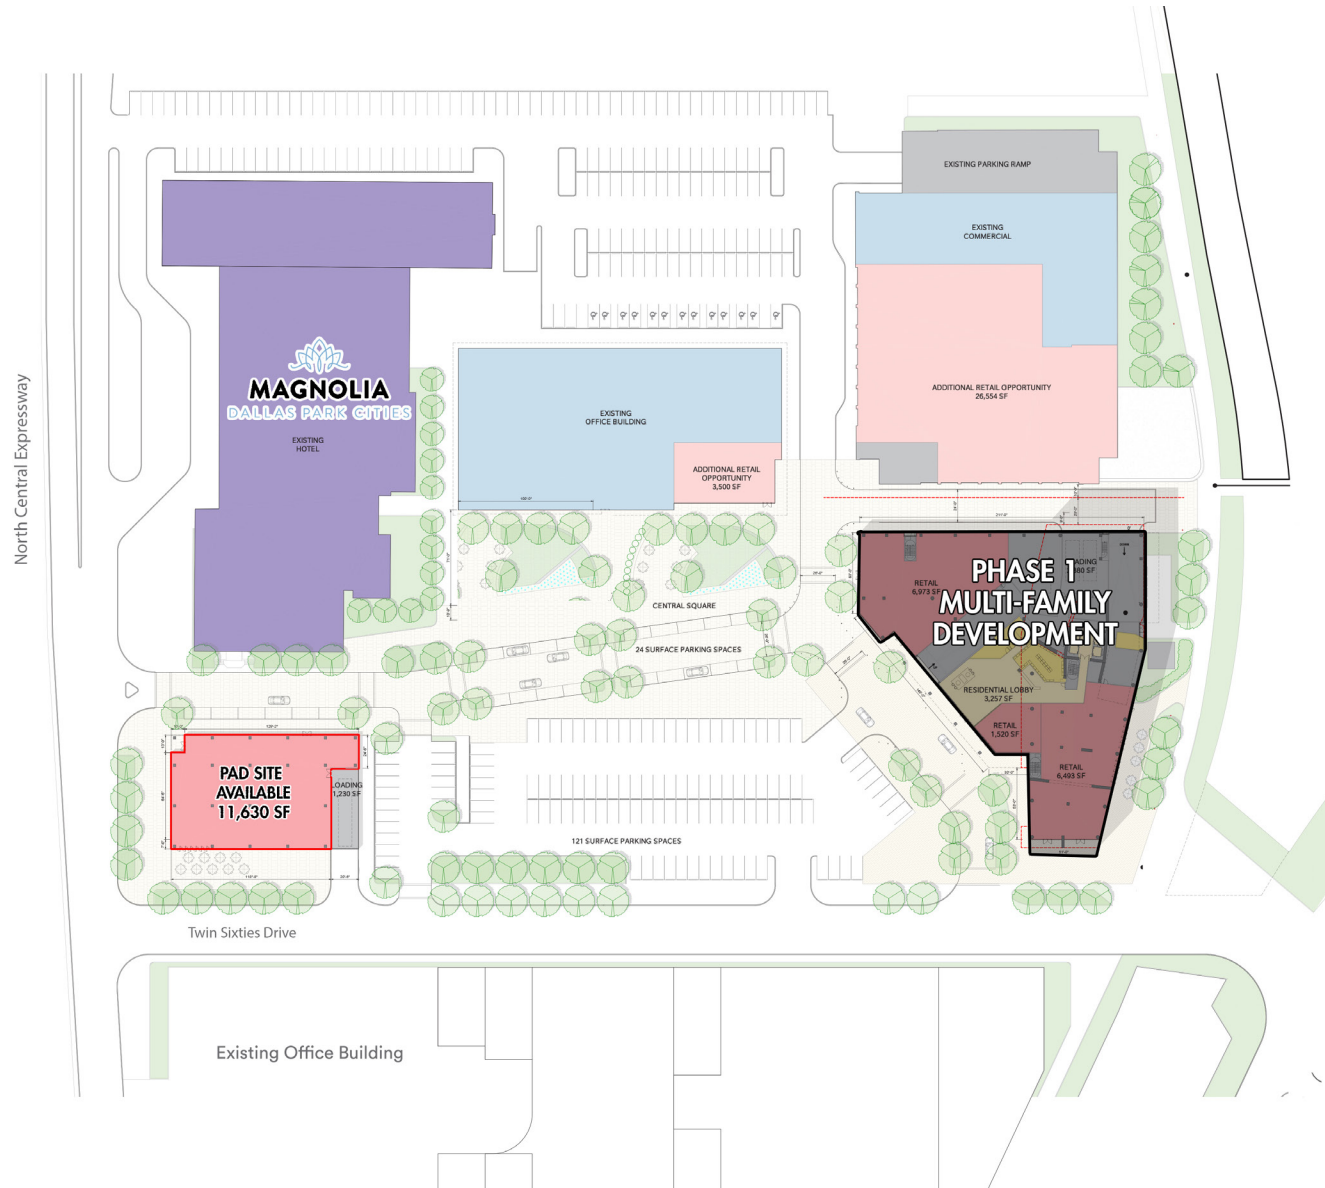 EXISTING PARKING RAMP
EXISTING
COMMERCIAL
MAGNOLIA
DALLAS PARK CITIES
EXISTING
HOTEL
North Central Expressway
EXISTING
OFFICE BUILDING
ADDITIONAL RETAIL
OPPORTUNITY
3,500 SF
ADDITIONAL RETAIL OPPORTUNITY
26,554 SF
CENTRAL SQUARE
24 SURFACE PARKING SPACES
RETAIL
6,973 SF
PHASE 1
MULTI-FAMILY
DEVELOPMENT
RESIDENTIAL LOBBY
3,257 SF
RETAIL
1,520 SF
RETAIL
6,493 SF
PAD SITE
AVAILABLE
11,630 SF
LOADING
1,230 SF
121 SURFACE PARKING SPACES
Twin Sixties Drive
Existing Office Building